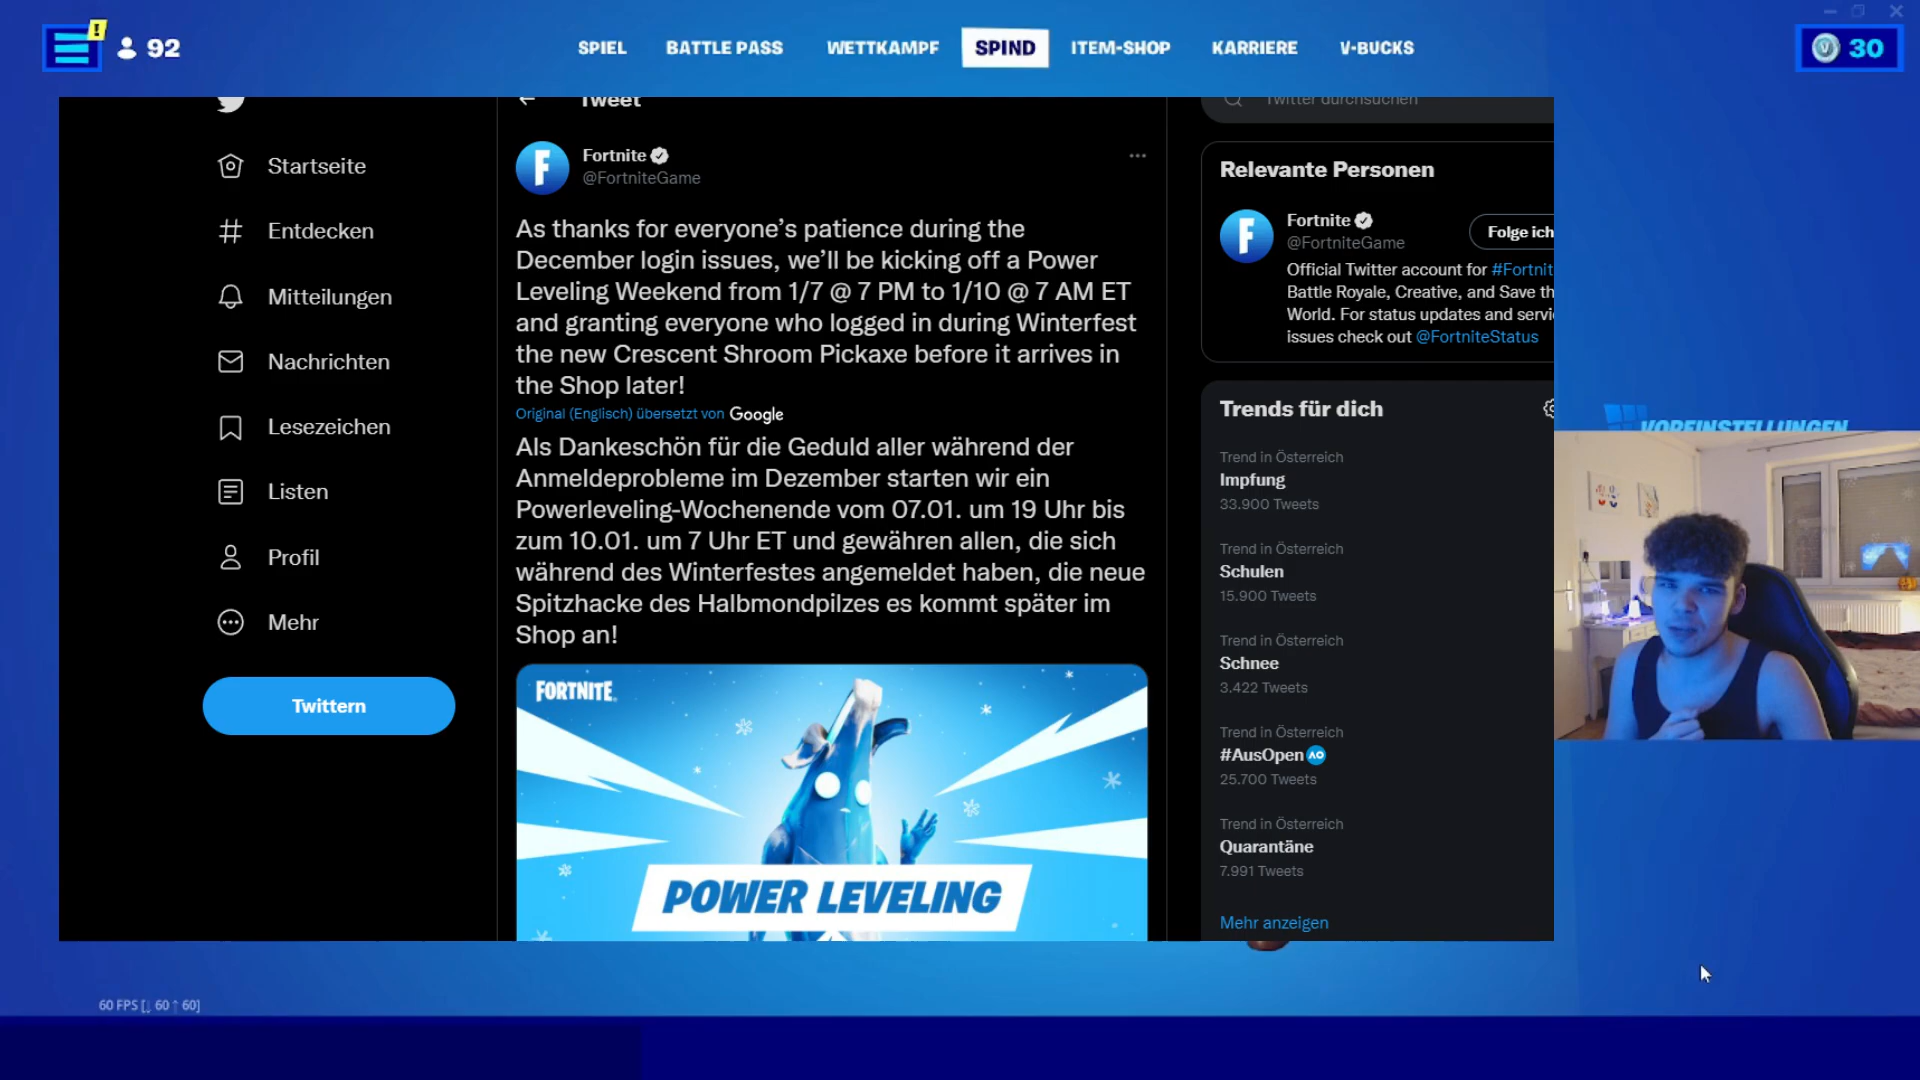 92
SPIEL
BATTLE PASS
WETTKAMPF
SPIND
ITEM-SHOP
KARRIERE
V-BUCKS
30
Startseite
Entdecken
Mitteilungen
Nachrichten
Lesezeichen
Listen
Profil
Mehr
Twittern
Tweet
Fortnite
@FortniteGame
As thanks for everyone’s patience during the
December login issues, we’ll be kicking off a Power
Leveling Weekend from 1/7 @ 7 PM to 1/10 @ 7 AM ET
and granting everyone who logged in during Winterfest
the new Crescent Shroom Pickaxe before it arrives in
the Shop later!
Original (Englisch) übersetzt von Google
Als Dankeschön für die Geduld aller während der
Anmeldeprobleme im Dezember starten wir ein
Powerleveling-Wochenende vom 07.01. um 19 Uhr bis
zum 10.01. um 7 Uhr ET und gewähren allen, die sich
während des Winterfestes angemeldet haben, die neue
Spitzhacke des Halbmondpilzes es kommt später im
Shop an!
FORTNITE
POWER LEVELING
Twitter durchsuchen
Relevante Personen
Fortnite
@FortniteGame
Folge ich
Official Twitter account for #Fortnit
Battle Royale, Creative, and Save th
World. For status updates and servi
issues check out @FortniteStatus
Trends für dich
Trend in Österreich
Impfung
33.900 Tweets
Trend in Österreich
Schulen
15.900 Tweets
Trend in Österreich
Schnee
3.422 Tweets
Trend in Österreich
#AusOpen AO
25.700 Tweets
Trend in Österreich
Quarantäne
7.991 Tweets
Mehr anzeigen
VOREINSTELLUNGEN
60 FPS [↓ 60 ↑ 60]